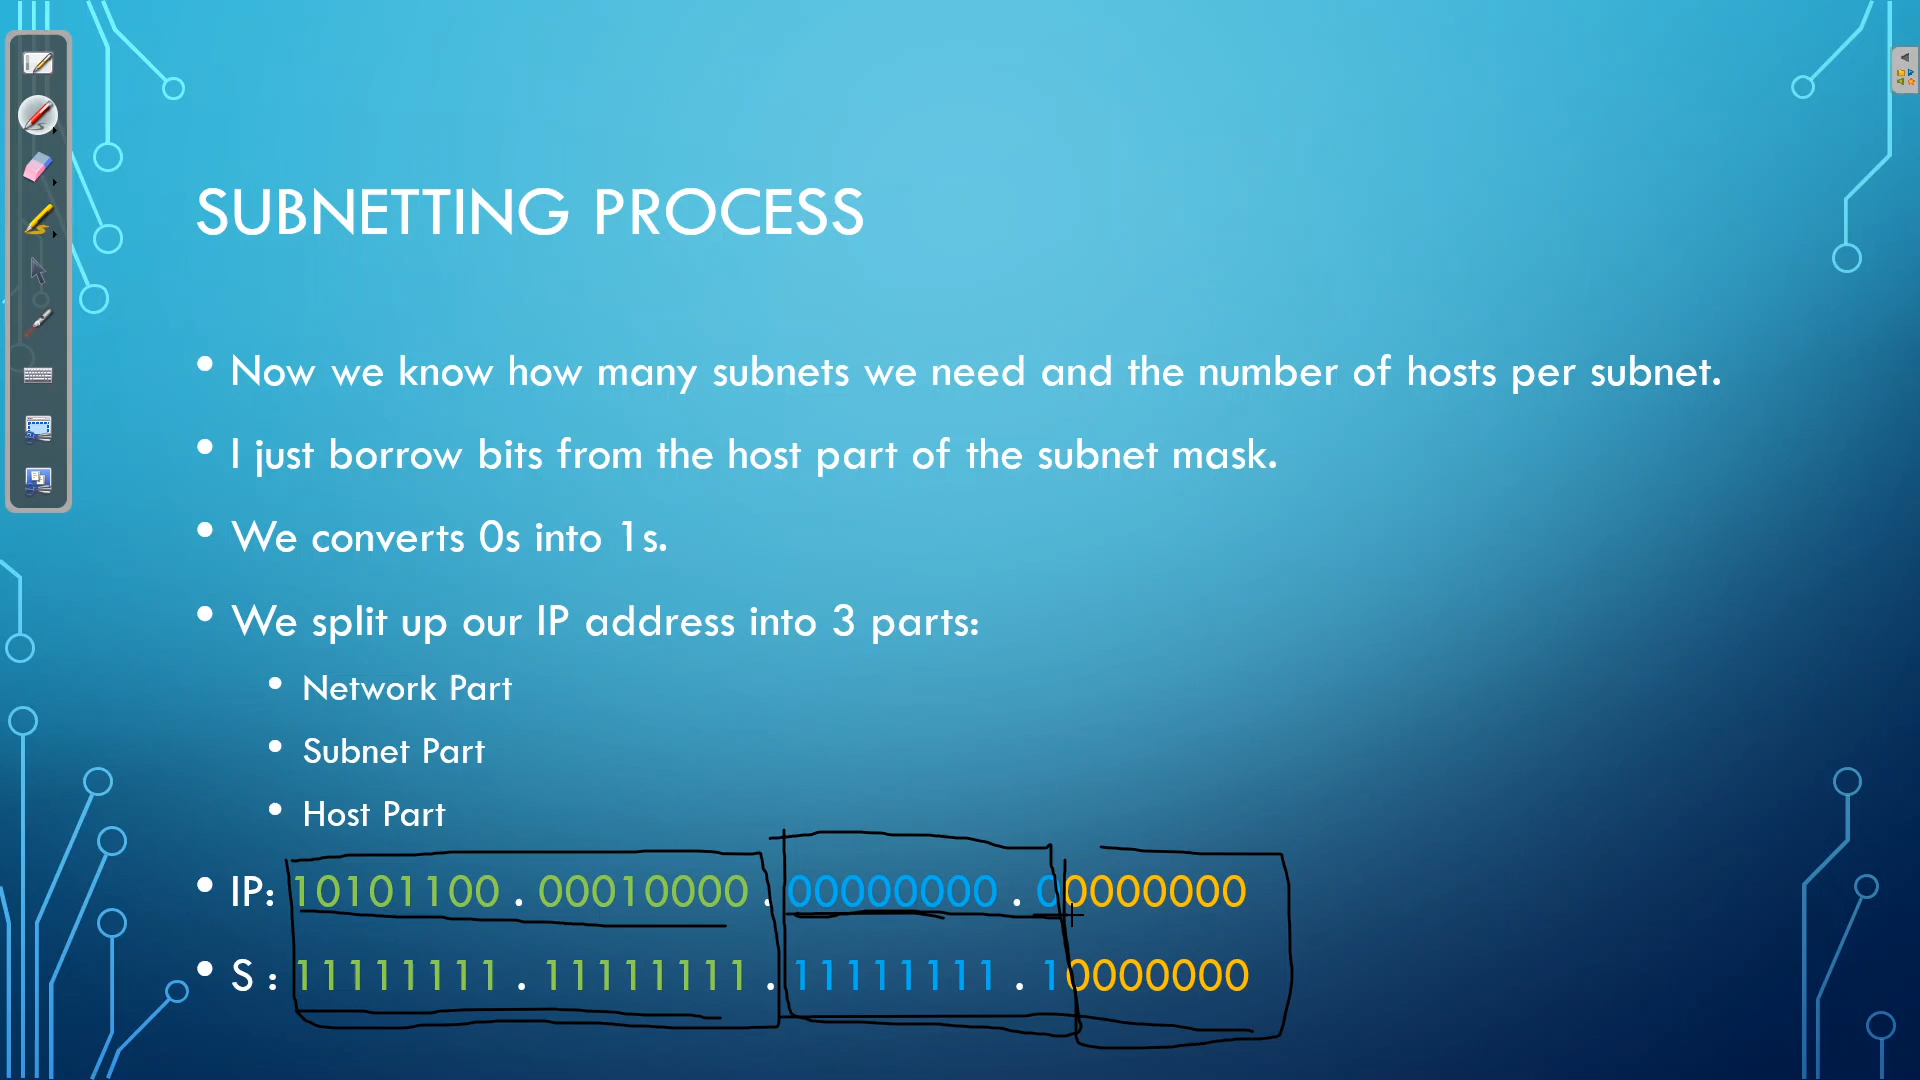 SUBNETTING PROCESS
• Now we know how many subnets we need and the number of hosts per subnet.
• I just borrow bits from the host part of the subnet mask.
• We converts 0s into 1s.
• We split up our IP address into 3 parts:
• Network Part
• Subnet Part
• Host Part
• IP: 10101100 . 00010000 . 00000000 . 00000000
• S : 11111111 . 11111111 . 11111111 . 10000000